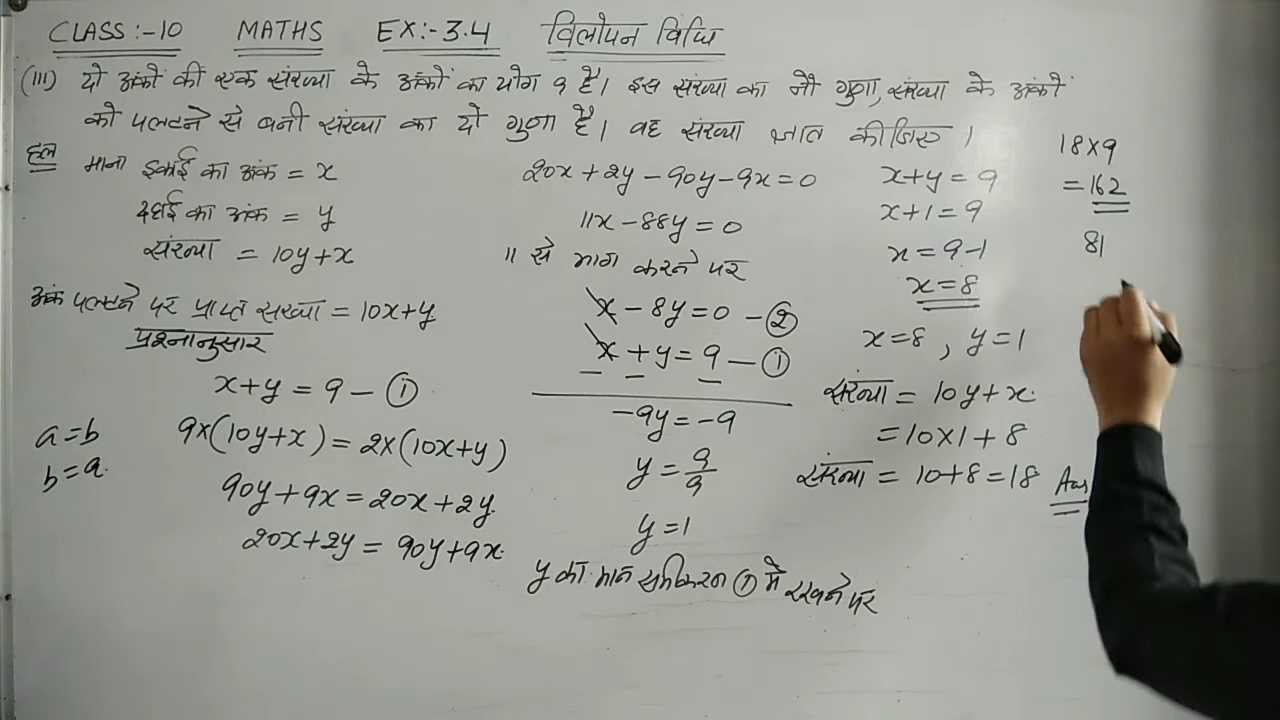 CLASS:-10 MATHS EX:-3.4 विलोपन विधि
(III) दो अंकों की एक संख्या के अंकों का योग 9 है। इस संख्या का नौ गुणा, संख्या के अंकों
को पलटने से बनी संख्या का दो गुणा है। वह संख्या ज्ञात कीजिए।
हल माना इकाई का अंक = x
दहाई का अंक = y
संख्या = 10y+x
अंक पलटने पर प्राप्त संख्या = 10x+y
प्रश्नानुसार
x+y = 9 - ①
a=b
b=a
9×(10y+x) = 2×(10x+y)
90y+9x = 20x+2y
20x+2y = 90y+9x
20x+2y-90y-9x=0
11x-88y=0
11 से भाग करने पर
x-8y=0 -②
x+y=9 -①
- - -
-9y=-9
y = 9/9
y=1
y का मान समीकरन ① में रखने पर
x+y=9
x+1=9
x=9-1
x=8
x=8, y=1
संख्या = 10y+x
=10×1+8
संख्या = 10+8=18 Ans
18×9
=162
81